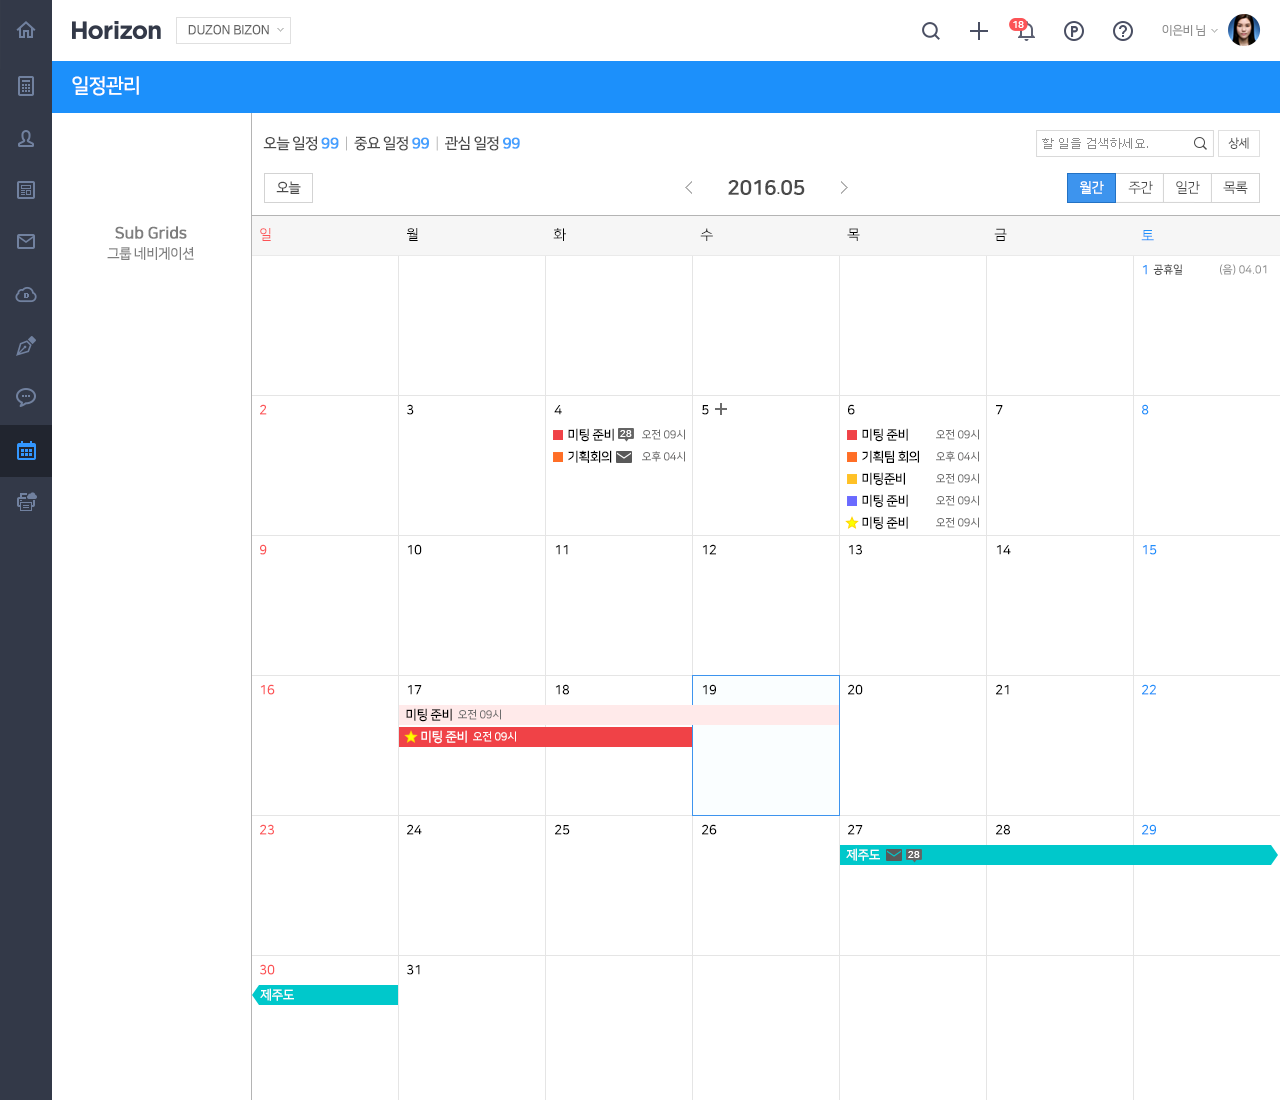 Horizon DUZON BIZON 18 이은비 님
일정관리
오늘 일정 99 중요 일정 99 관심 일정 99 할 일을 검색하세요. 상세
오늘 2016.05 월간 주간 일간 목록
Sub Grids
그룹 네비게이션
일 월 화 수 목 금 토
1 공휴일 (음) 04.01
2 3 4 5 6 7 8
미팅 준비 28 오전 09시
기획회의 오후 04시
미팅 준비 오전 09시
기획팀 회의 오후 04시
미팅준비 오전 09시
미팅 준비 오전 09시
미팅 준비 오전 09시
9 10 11 12 13 14 15
16 17 18 19 20 21 22
미팅 준비 오전 09시
미팅 준비 오전 09시
23 24 25 26 27 28 29
제주도 28
30 31
제주도